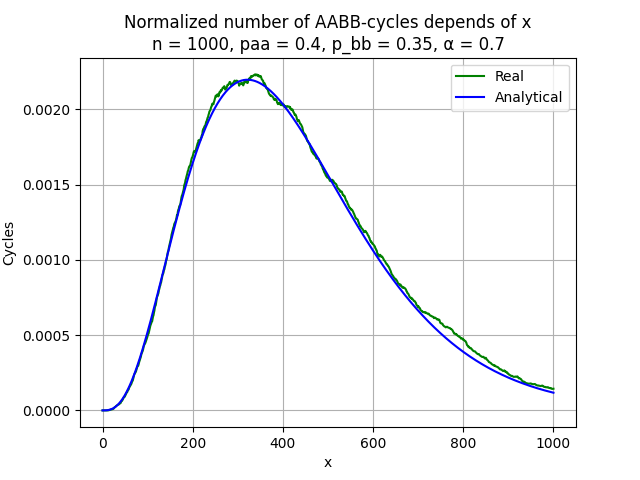 Normalized number of AABB-cycles depends of x
n = 1000, paa = 0.4, p_bb = 0.35, α = 0.7
Real
Analytical
Cycles
0.0020
0.0015
0.0010
0.0005
0.0000
0 200 400 600 800 1000
x